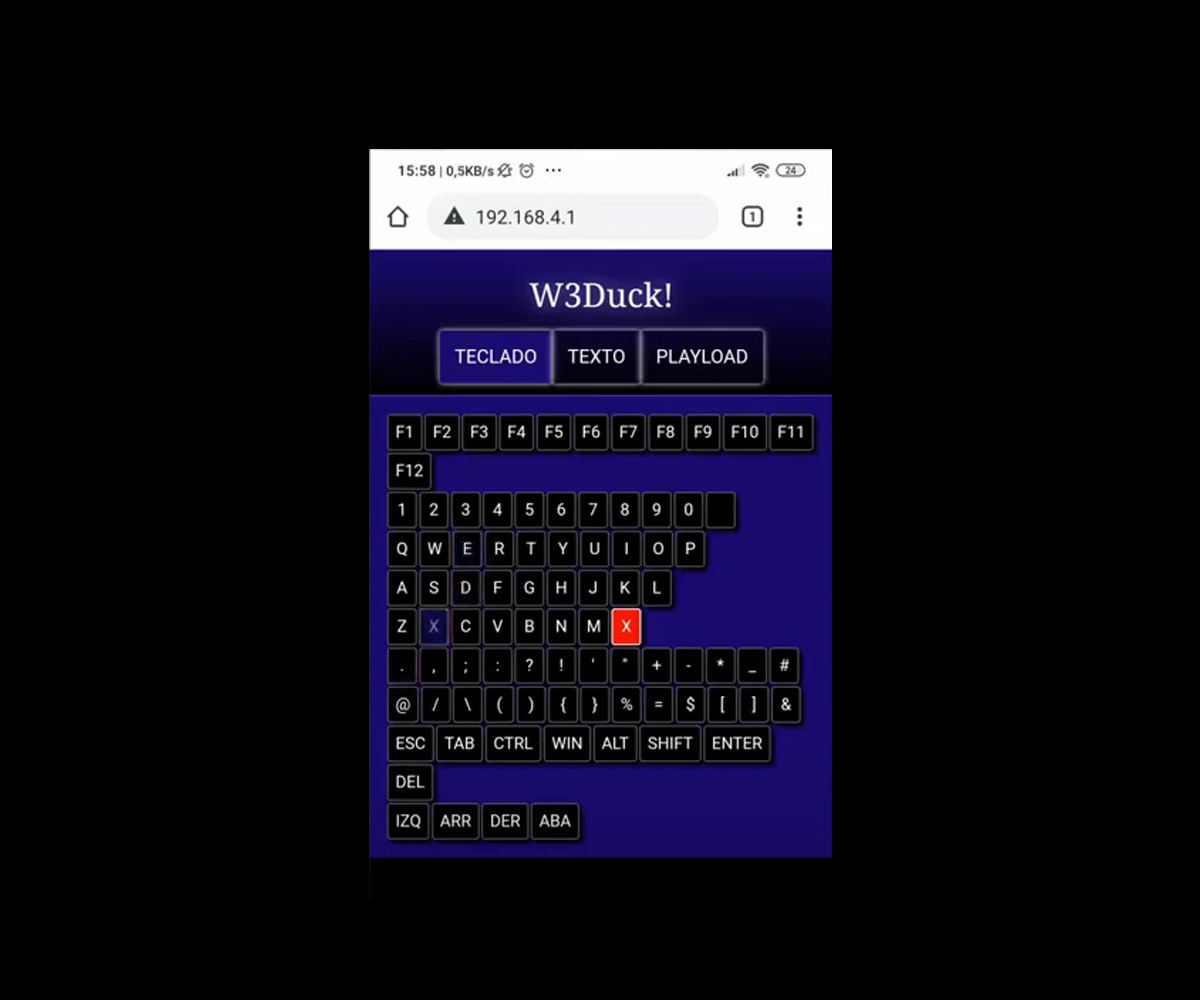 15:58 | 0,5KB/s ... 24
192.168.4.1 1
W3Duck!
TECLADO TEXTO PLAYLOAD
F1 F2 F3 F4 F5 F6 F7 F8 F9 F10 F11
F12
1 2 3 4 5 6 7 8 9 0
Q W E R T Y U I O P
A S D F G H J K L
Z X C V B N M X
. , ; : ? ! ' " + - * _ #
@ / \ ( ) { } % = $ [ ] &
ESC TAB CTRL WIN ALT SHIFT ENTER
DEL
IZQ ARR DER ABA